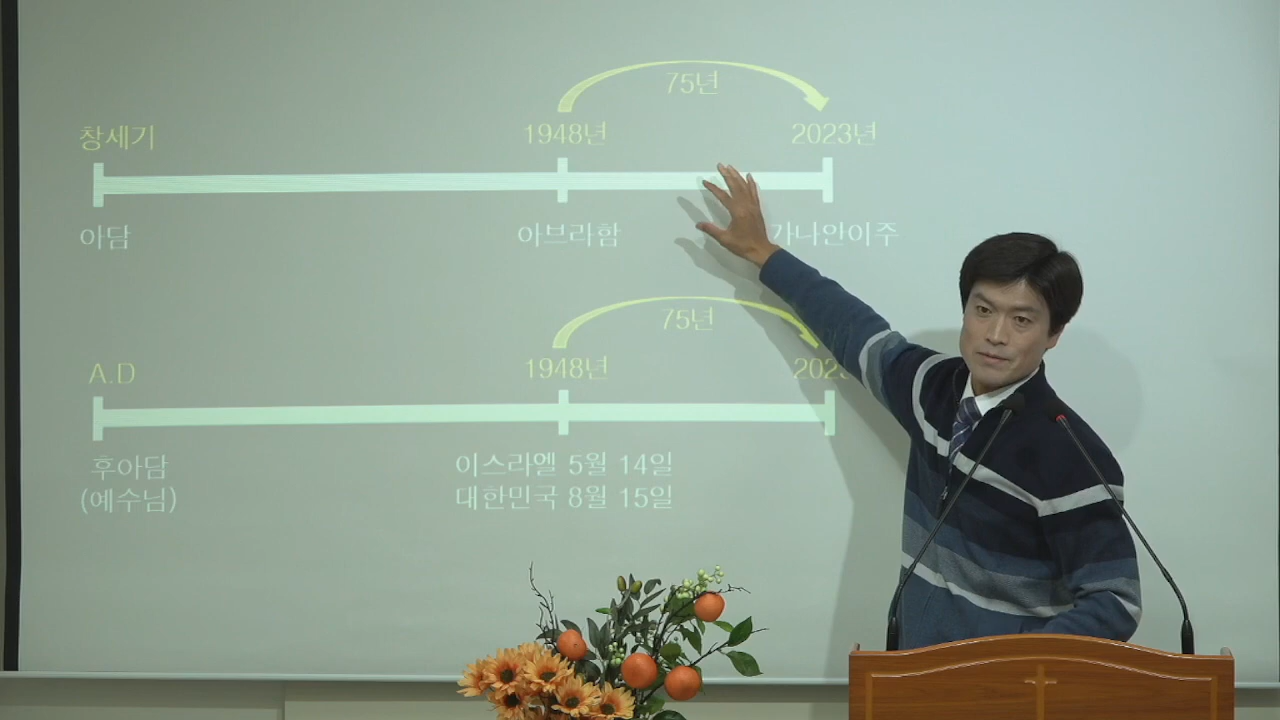 75년
창세기 1948년 2023년
아담 아브라함 가나안이주
75년
A.D 1948년 202
후아담 이스라엘 5월 14일
(예수님) 대한민국 8월 15일